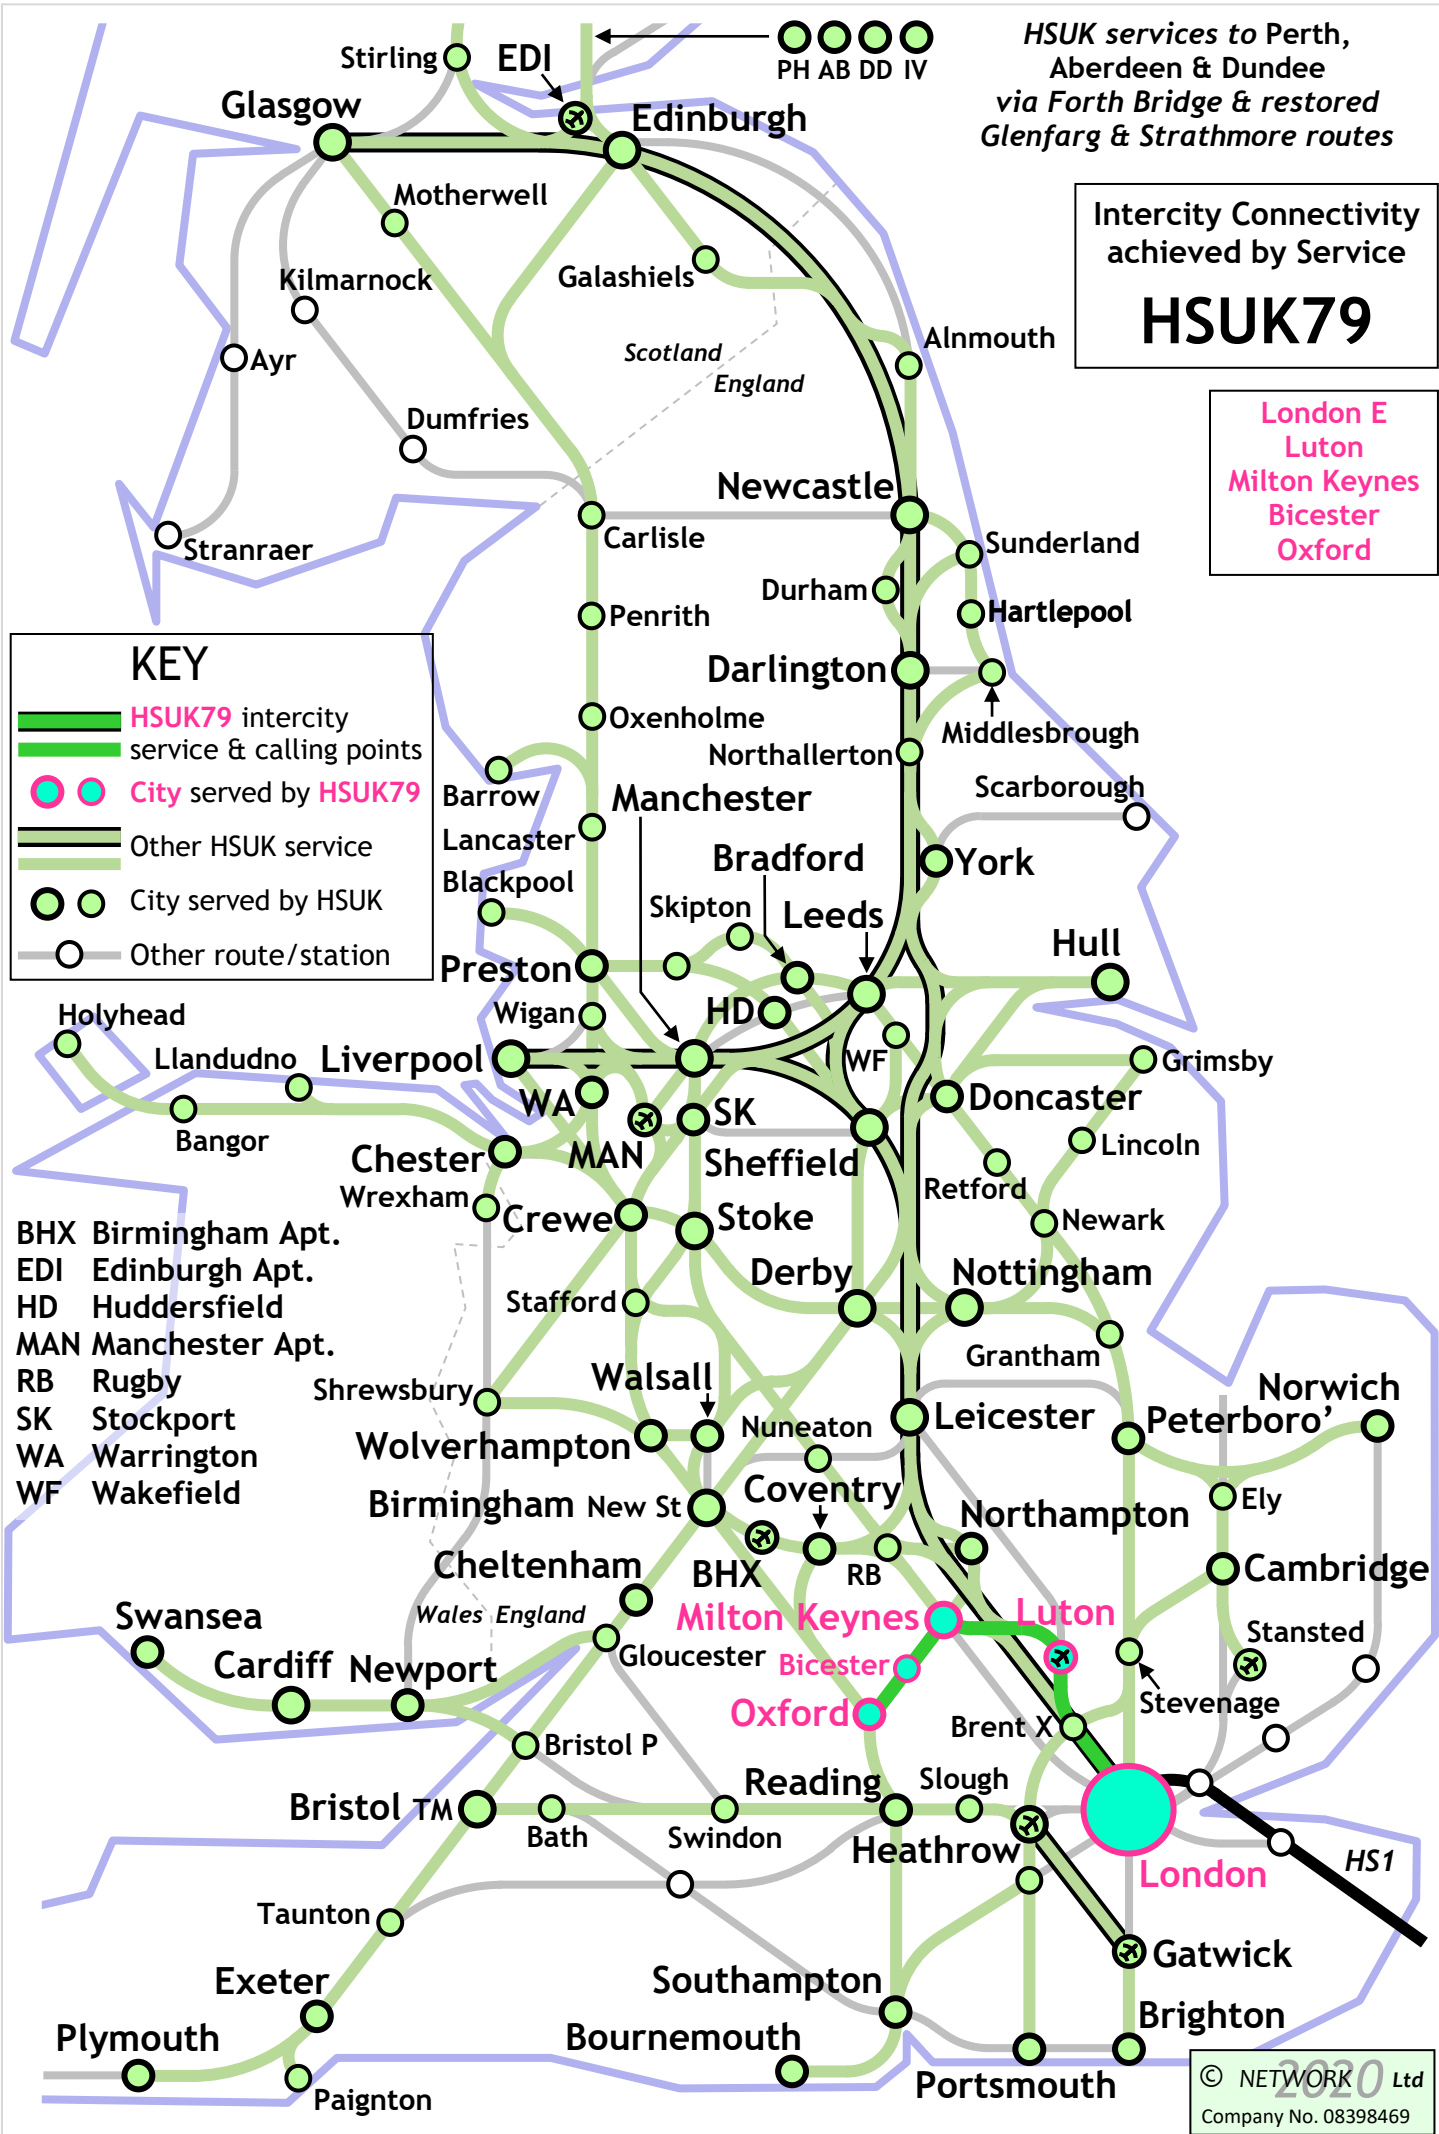 Stirling
EDI
PH AB DD IV
HSUK services to Perth,
Aberdeen & Dundee
via Forth Bridge & restored
Glenfarg & Strathmore routes
Glasgow
Edinburgh
Motherwell
Intercity Connectivity
achieved by Service
HSUK79
Galashiels
Kilmarnock
Alnmouth
Scotland
England
Ayr
London E
Luton
Milton Keynes
Bicester
Oxford
Dumfries
Newcastle
Carlisle
Stranraer
Sunderland
Durham
Hartlepool
Penrith
KEY
HSUK79 intercity
service & calling points
City served by HSUK79
Other HSUK service
City served by HSUK
Other route/station
Darlington
Oxenholme
Middlesbrough
Northallerton
Scarborough
Barrow
Manchester
Lancaster
Bradford
York
Blackpool
Skipton
Leeds
Hull
Preston
HD
Wigan
Holyhead
Llandudno
Liverpool
WF
Grimsby
WA
SK
Doncaster
Bangor
MAN
Lincoln
Chester
Sheffield
Retford
Wrexham
Crewe
Stoke
Newark
BHX Birmingham Apt.
EDI Edinburgh Apt.
HD Huddersfield
MAN Manchester Apt.
RB Rugby
SK Stockport
WA Warrington
WF Wakefield
Derby
Nottingham
Stafford
Grantham
Walsall
Shrewsbury
Norwich
Leicester
Peterboro’
Nuneaton
Wolverhampton
Coventry
Birmingham New St
Ely
Northampton
Cheltenham
BHX
RB
Cambridge
Wales England
Swansea
Milton Keynes
Luton
Stansted
Gloucester
Bicester
Cardiff
Newport
Stevenage
Oxford
Brent X
Bristol P
Reading
Slough
Bristol TM
Bath
Swindon
Heathrow
London
HS1
Taunton
Gatwick
Exeter
Southampton
Brighton
Plymouth
Bournemouth
Paignton
Portsmouth
© NETWORK 2020 Ltd
Company No. 08398469